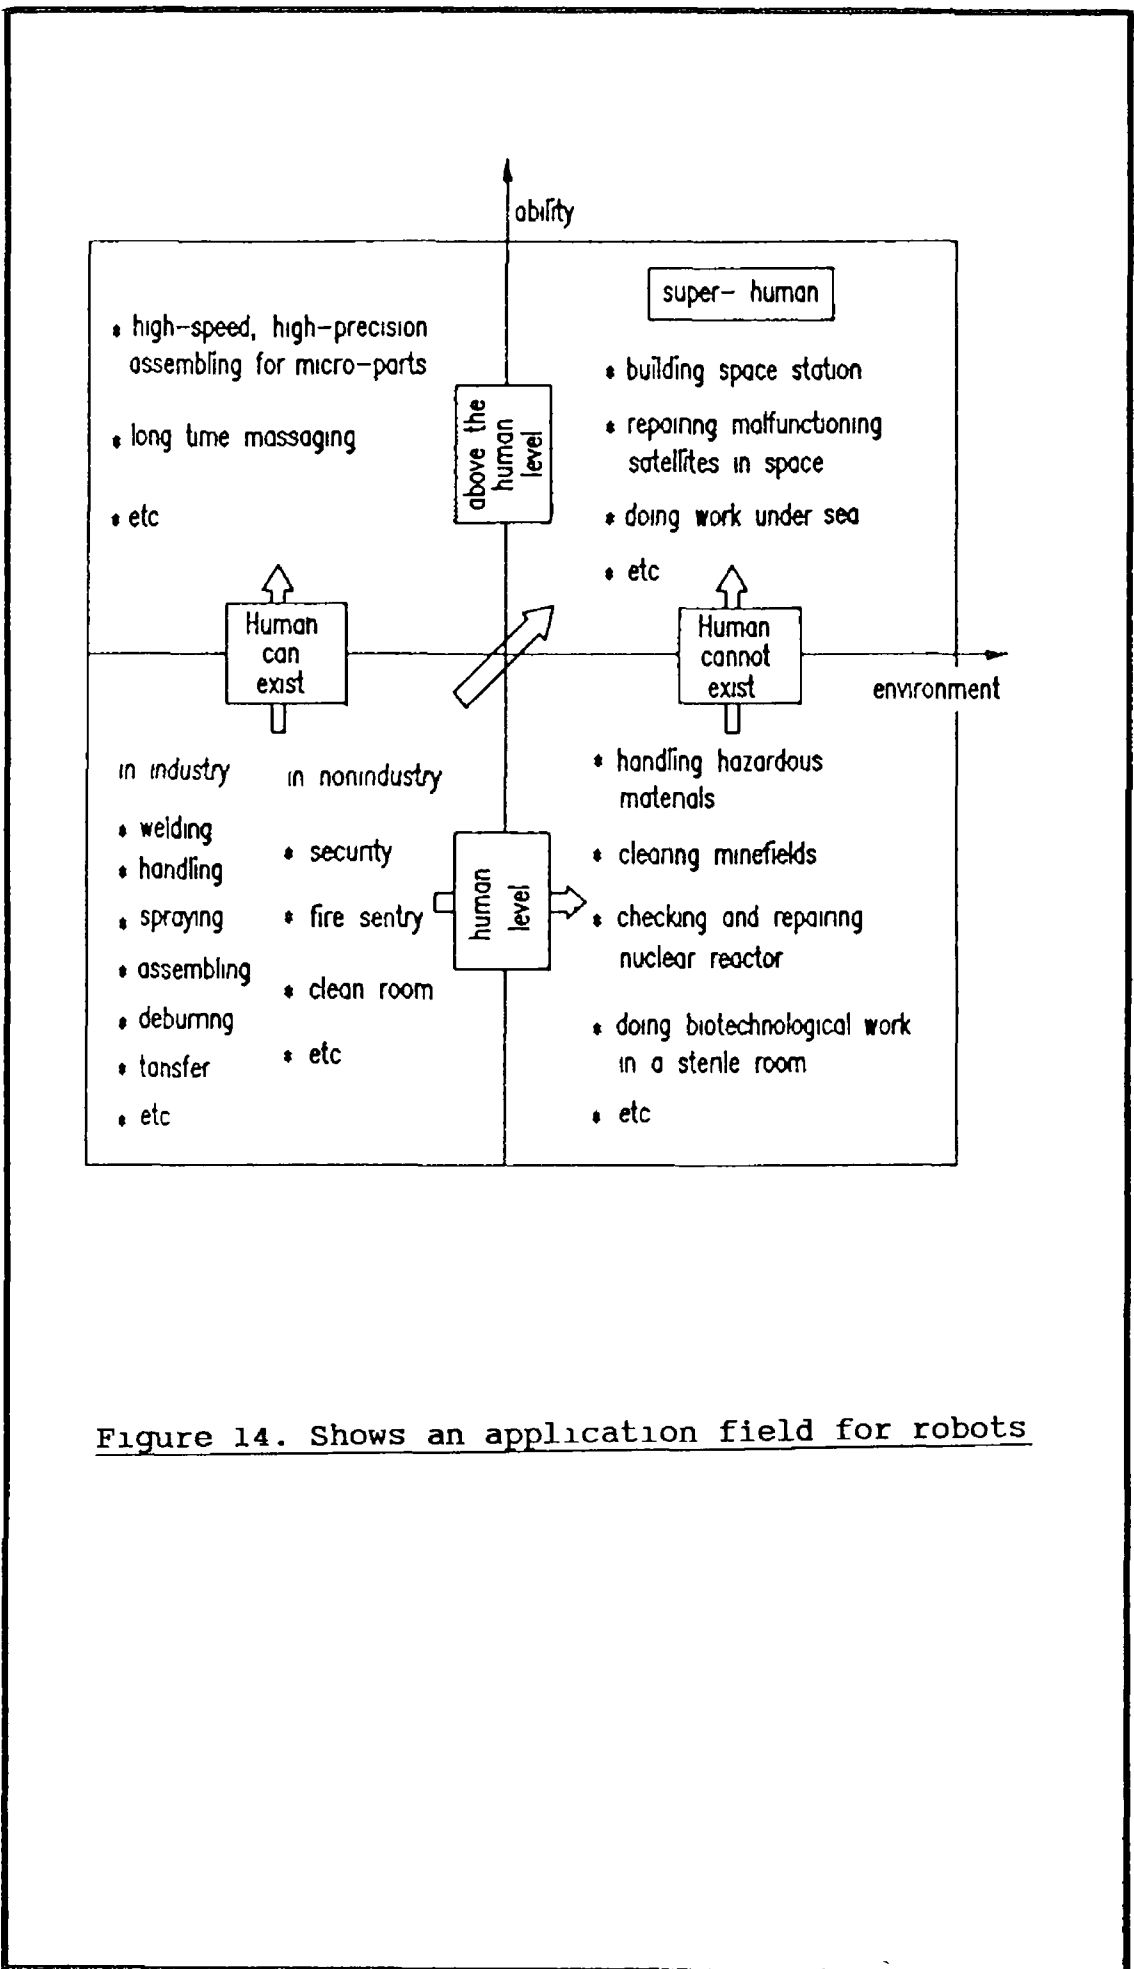 ability
* high-speed, high-precision
assembling for micro-parts
* long time massaging
* etc
above the
human
level
super- human
* building space station
* repairing malfunctioning
satellites in space
* doing work under sea
* etc
Human
can
exist
Human
cannot
exist
environment
in industry
* welding
* handling
* spraying
* assembling
* deburring
* tansfer
* etc
in nonindustry
* security
* fire sentry
* clean room
* etc
human
level
* handling hazardous
materials
* clearing minefields
* checking and repairing
nuclear reactor
* doing biotechnological work
in a sterile room
* etc
Figure 14. Shows an application field for robots